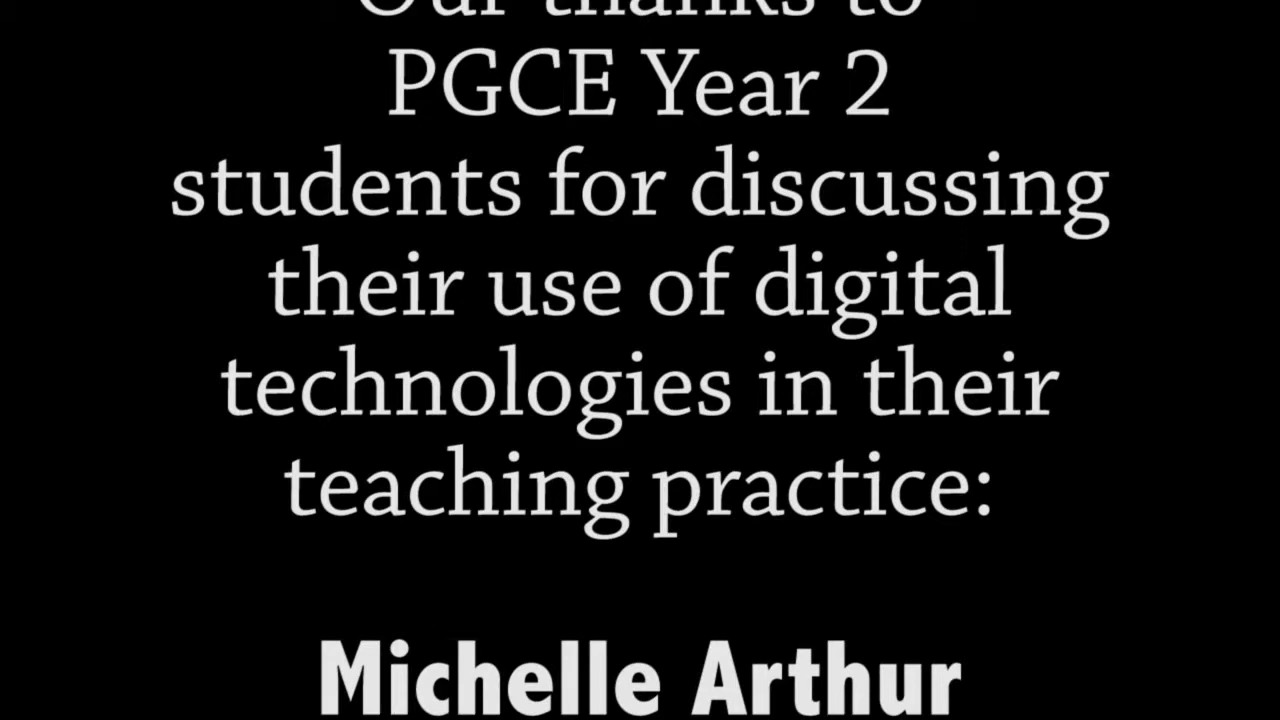 Our thanks to
PGCE Year 2
students for discussing
their use of digital
technologies in their
teaching practice:
Michelle Arthur